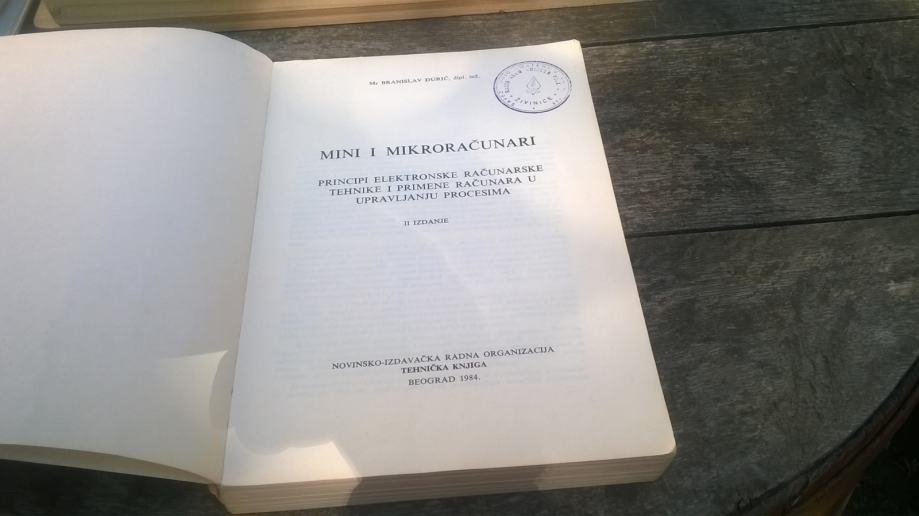 Mr BRANISLAV ĐURIĆ, dipl. inž.
ŽIVINICE
MINI I MIKRORAČUNARI
PRINCIPI ELEKTRONSKE RAČUNARSKE
TEHNIKE I PRIMENE RAČUNARA U
UPRAVLJANJU PROCESIMA
II IZDANJE
NOVINSKO-IZDAVAČKA RADNA ORGANIZACIJA
TEHNIČKA KNJIGA
BEOGRAD 1984.